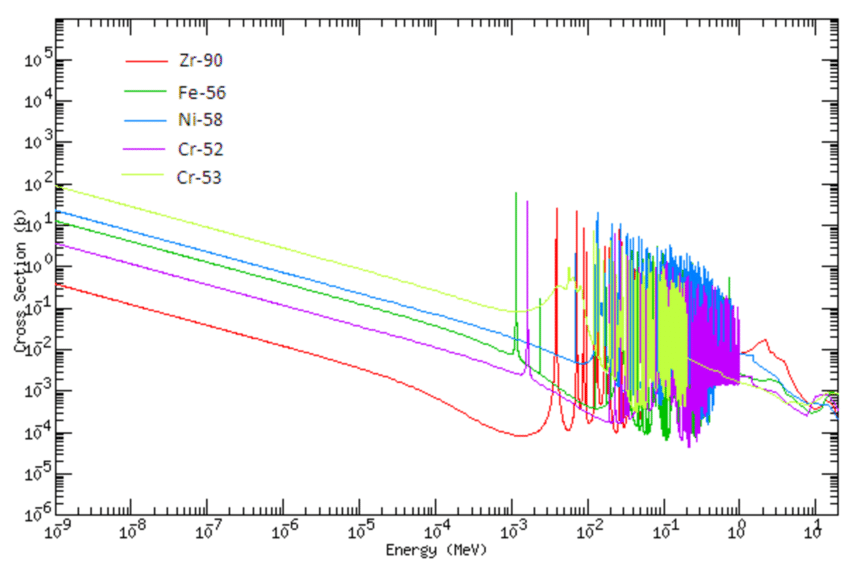 10^5
10^4
10^3
10^2
10^1
10^0
10^-1
10^-2
10^-3
10^-4
10^-5
10^-6
Cross Section (b)
Zr-90
Fe-56
Ni-58
Cr-52
Cr-53
10^-9 10^-8 10^-7 10^-6 10^-5 10^-4 10^-3 10^-2 10^-1 10^0 10^1
Energy (MeV)